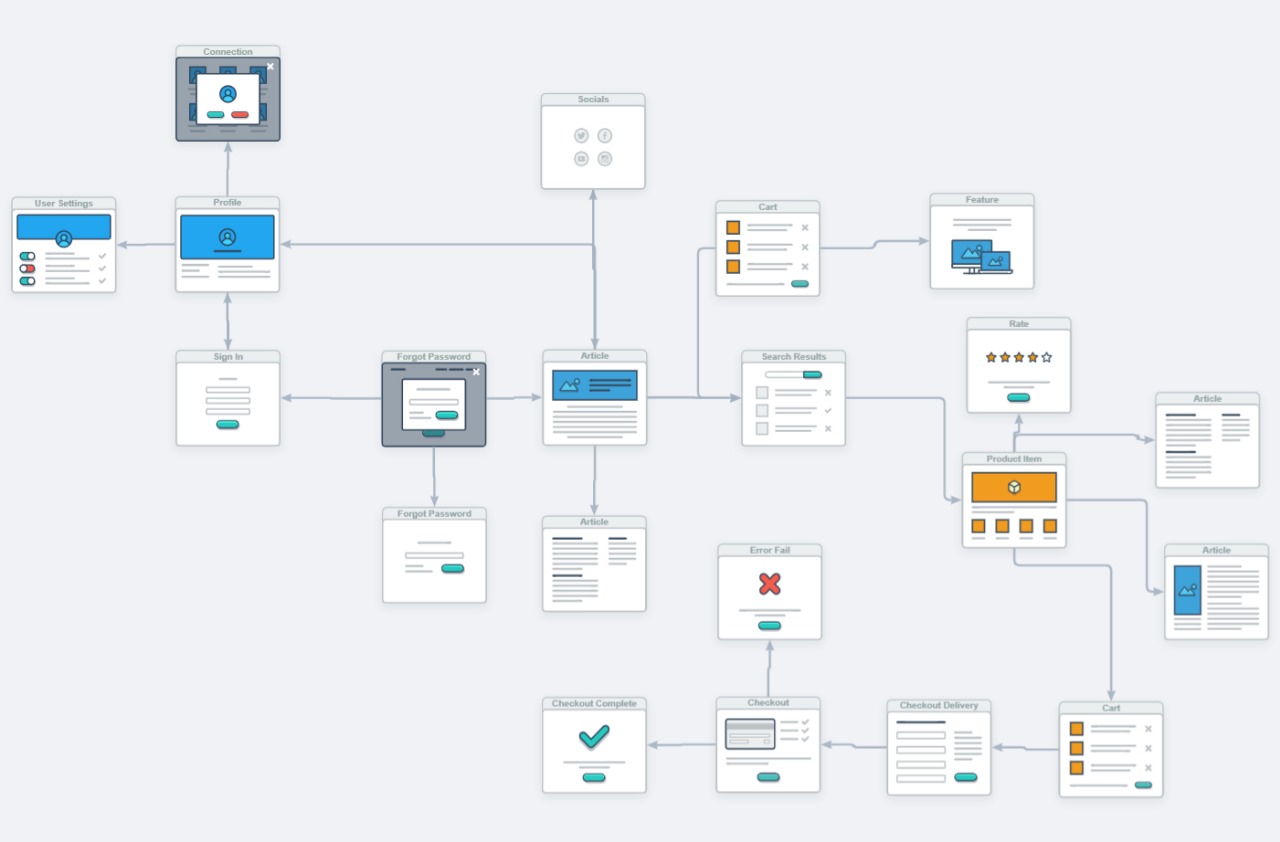 Connection
Socials
User Settings
Profile
Cart
Feature
Sign In
Forgot Password
Article
Search Results
Rate
Article
Product Item
Forgot Password
Article
Error Fail
Article
Checkout Complete
Checkout
Checkout Delivery
Cart